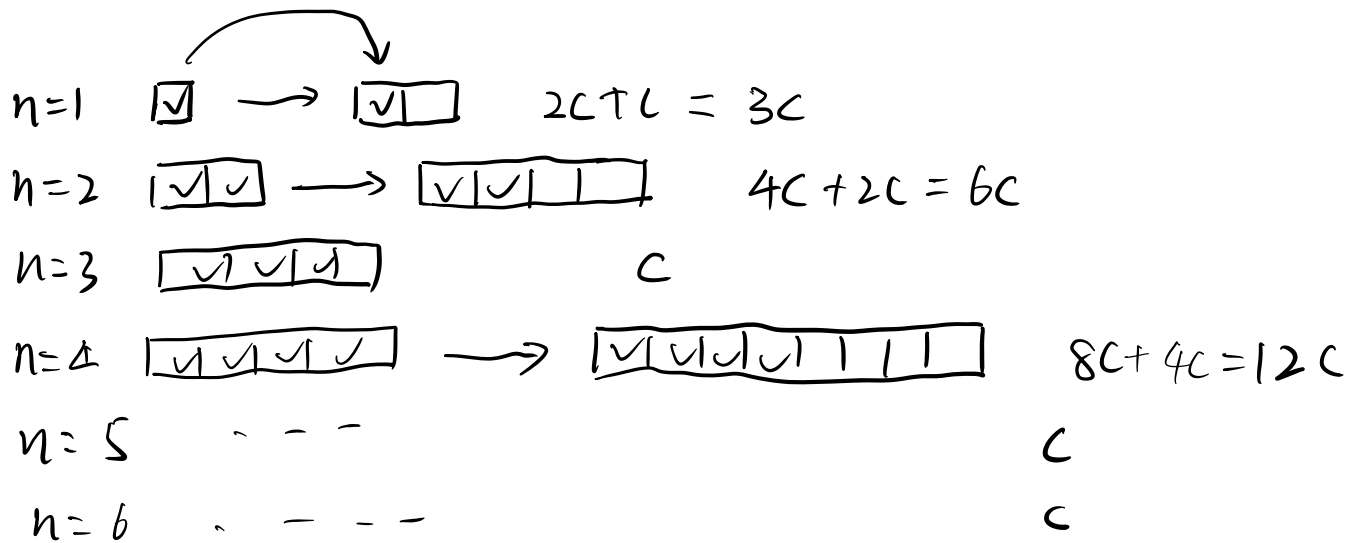 n=1 → 2C+C = 3C
n=2 → 4C+2C=6C
n=3 C
n=4 → 8C+4C=12C
n=5 - - - C
n=6 . - - - C